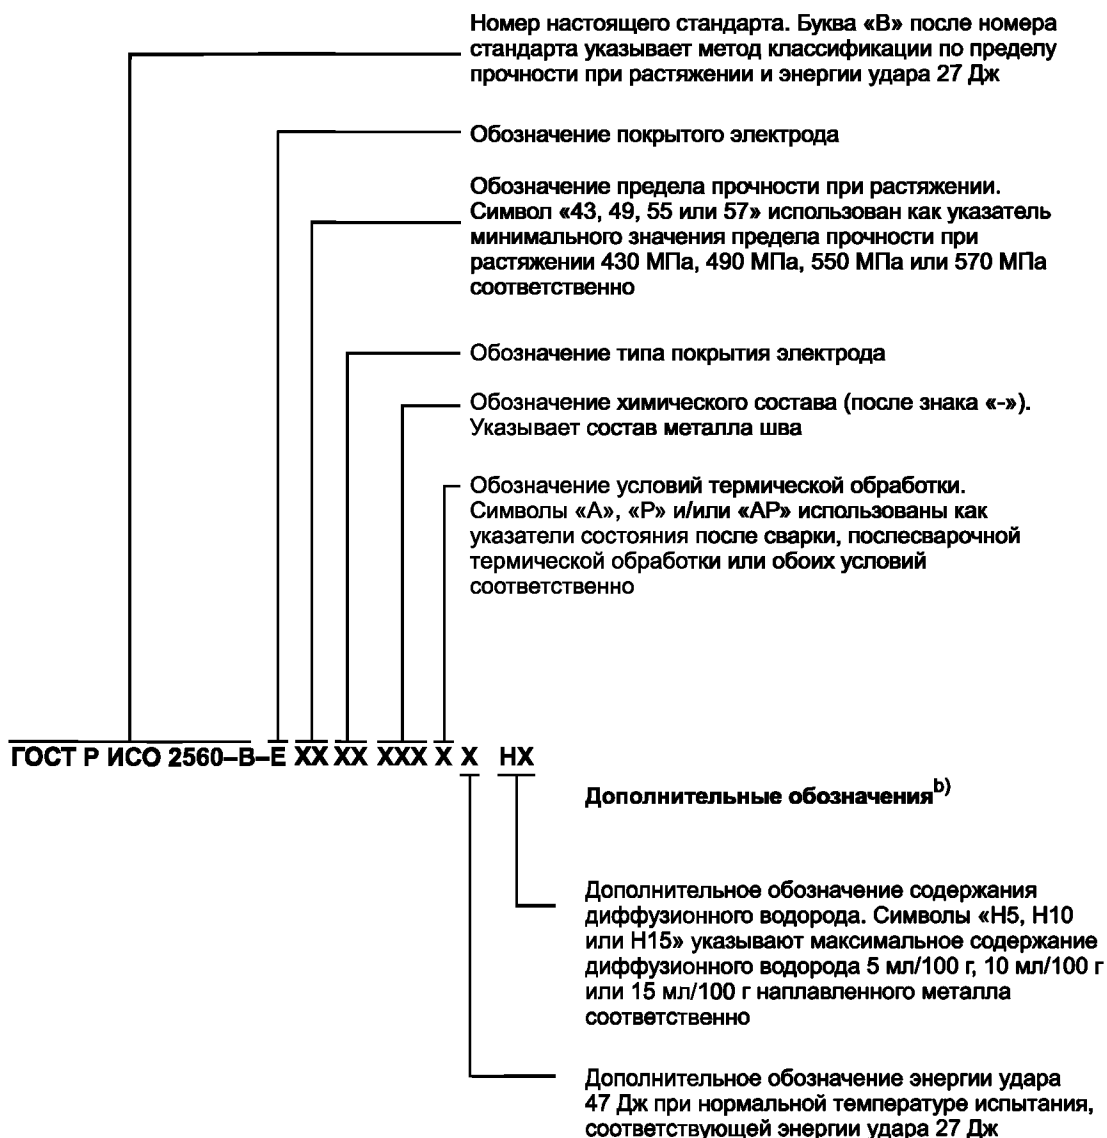 Номер настоящего стандарта. Буква «В» после номера
стандарта указывает метод классификации по пределу
прочности при растяжении и энергии удара 27 Дж
Обозначение покрытого электрода
Обозначение предела прочности при растяжении.
Символ «43, 49, 55 или 57» использован как указатель
минимального значения предела прочности при
растяжении 430 МПа, 490 МПа, 550 МПа или 570 МПа
соответственно
Обозначение типа покрытия электрода
Обозначение химического состава (после знака «-»).
Указывает состав металла шва
Обозначение условий термической обработки.
Символы «А», «Р» и/или «АР» использованы как
указатели состояния после сварки, послесварочной
термической обработки или обоих условий
соответственно
ГОСТ Р ИСО 2560–В–Е ХХ ХХ ХХХ Х Х НХ
Дополнительные обозначения b)
Дополнительное обозначение содержания
диффузионного водорода. Символы «Н5, Н10
или Н15» указывают максимальное содержание
диффузионного водорода 5 мл/100 г, 10 мл/100 г
или 15 мл/100 г наплавленного металла
соответственно
Дополнительное обозначение энергии удара
47 Дж при нормальной температуре испытания,
соответствующей энергии удара 27 Дж